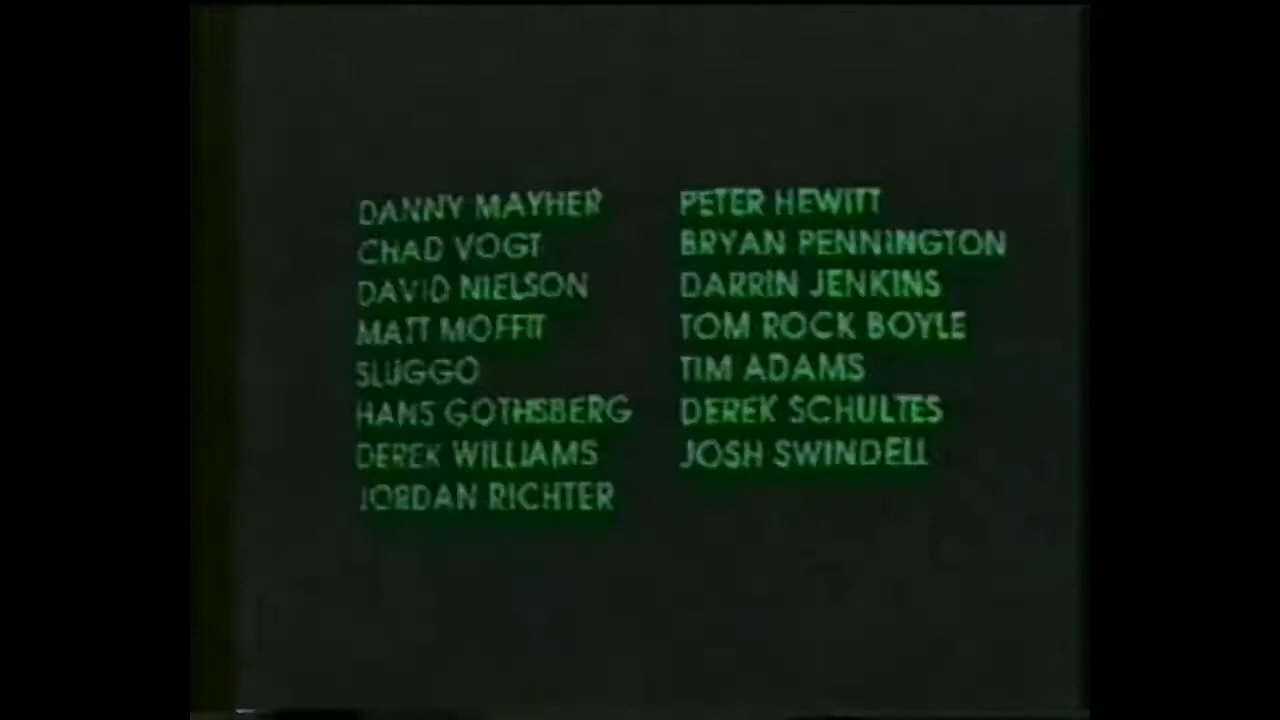 DANNY MAYHER
CHAD VOGT
DAVID NIELSON
MATT MOFFIT
SLUGGO
HANS GOTHSBERG
DEREK WILLIAMS
JORDAN RICHTER
PETER HEWITT
BRYAN PENNINGTON
DARRIN JENKINS
TOM ROCK BOYLE
TIM ADAMS
DEREK SCHULTES
JOSH SWINDELL